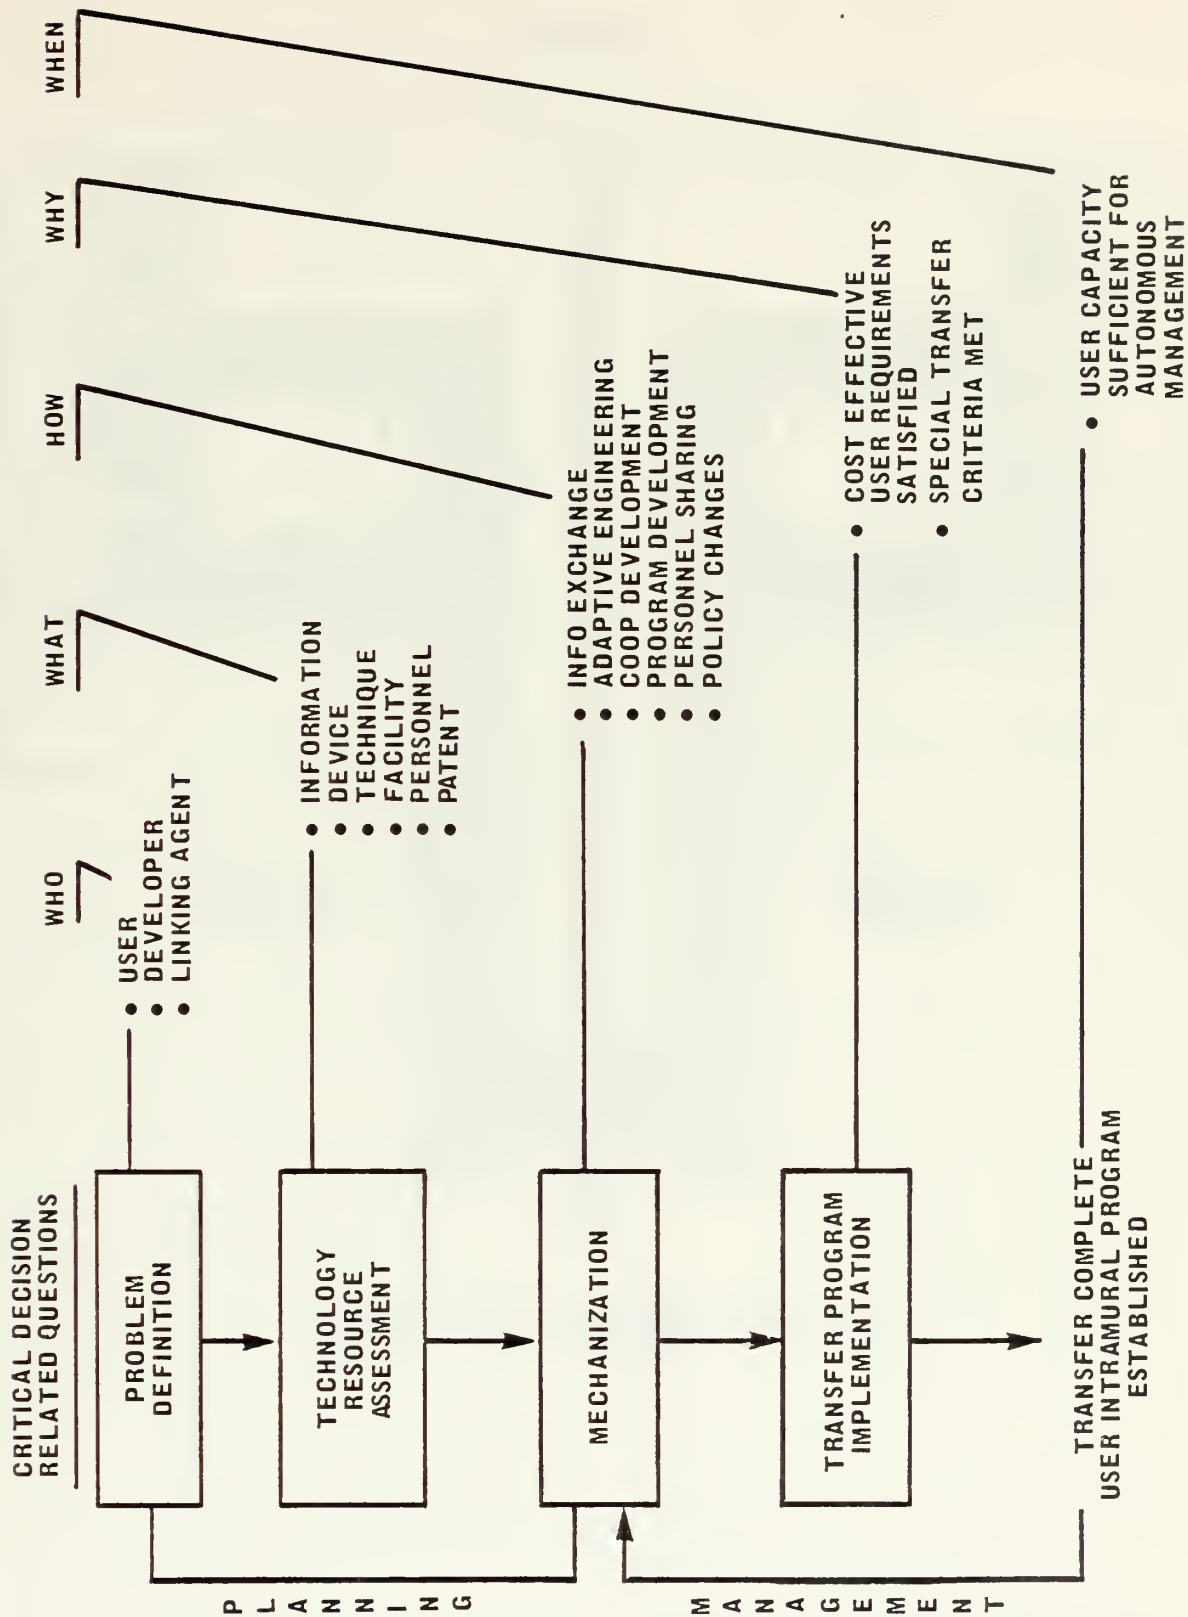 CRITICAL DECISION
RELATED QUESTIONS
WHO
WHAT
HOW
WHY
WHEN
PROBLEM
DEFINITION
• USER
• DEVELOPER
• LINKING AGENT
TECHNOLOGY
RESOURCE
ASSESSMENT
• INFORMATION
• DEVICE
• TECHNIQUE
• FACILITY
• PERSONNEL
• PATENT
MECHANIZATION
• INFO EXCHANGE
• ADAPTIVE ENGINEERING
• COOP DEVELOPMENT
• PROGRAM DEVELOPMENT
• PERSONNEL SHARING
• POLICY CHANGES
TRANSFER PROGRAM
IMPLEMENTATION
• COST EFFECTIVE
USER REQUIREMENTS
SATISFIED
• SPECIAL TRANSFER
CRITERIA MET
TRANSFER COMPLETE
USER INTRAMURAL PROGRAM
ESTABLISHED
• USER CAPACITY
SUFFICIENT FOR
AUTONOMOUS
MANAGEMENT
PLANNING
MANAGEMENT